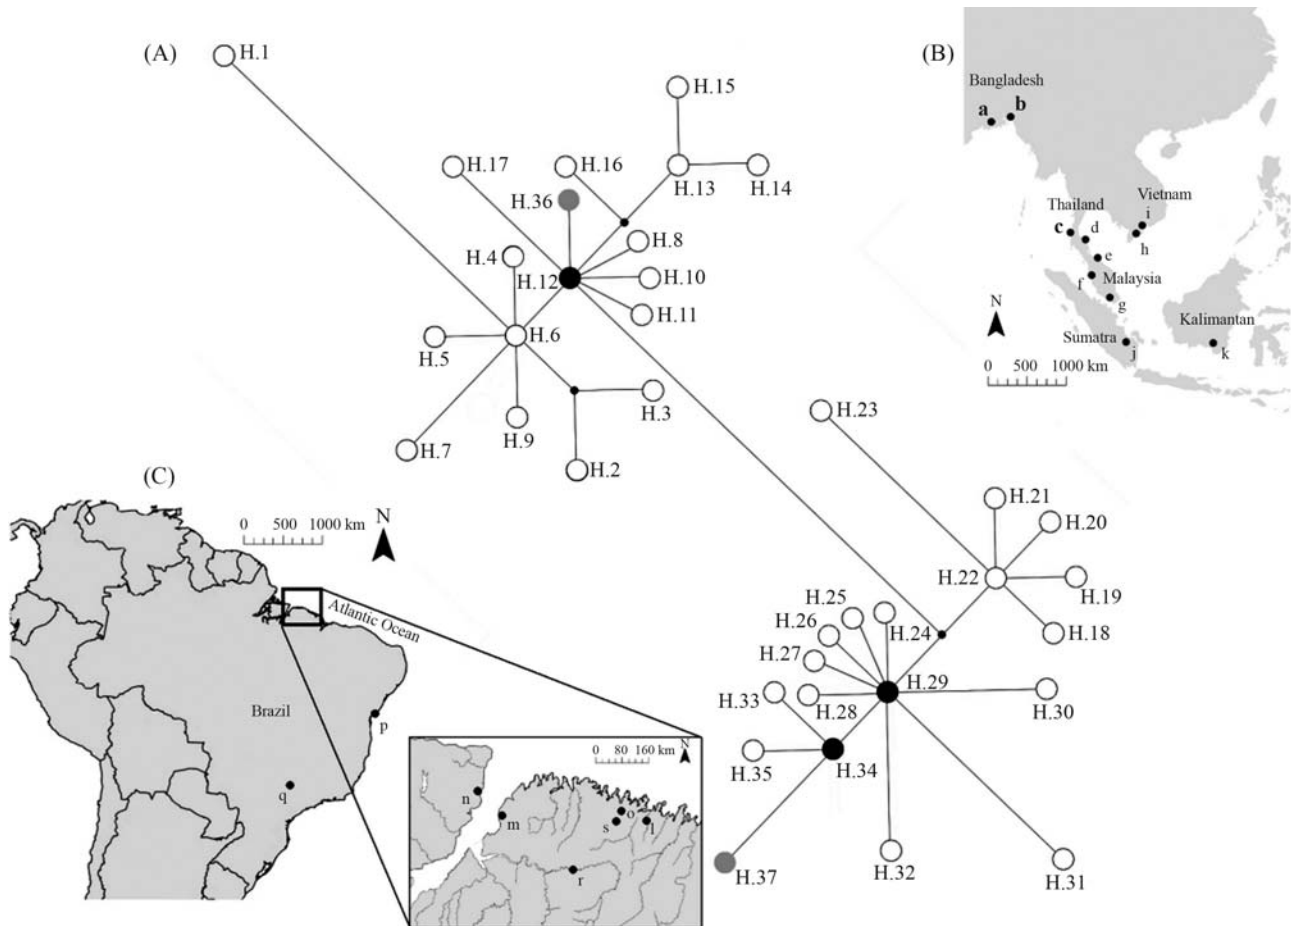 (A)
H.1
H.15
H.17
H.16
H.13
H.14
H.36
H.8
H.4
H.12
H.10
H.11
H.6
H.5
H.3
H.9
H.7
H.2
(B)
Bangladesh
a
b
Vietnam
Thailand
i
c
d
h
e
f
Malaysia
g
N
Kalimantan
Sumatra
j
k
0
1000 km
H.23
H.21
H.20
H.22
H.19
H.25
H.24
H.18
H.26
H.27
H.29
H.33
H.28
H.30
H.35
H.34
H.37
H.32
H.31
(C)
N
0 500 1000 km
Atlantic Ocean
Brazil
p
q
0 80 160 km
N
n
m
o
s
l
r